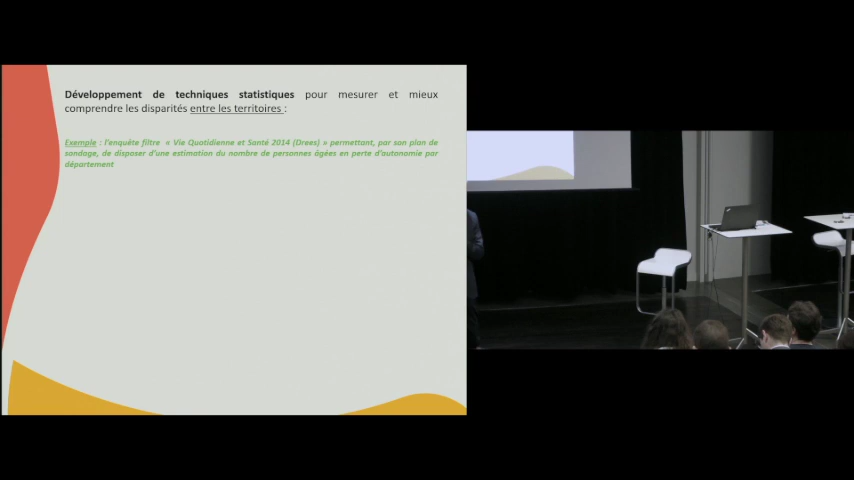 Développement de techniques statistiques pour mesurer et mieux
comprendre les disparités entre les territoires :
Exemple : l'enquête filtre « Vie Quotidienne et Santé 2014 (Drees) » permettant, par son plan de
sondage, de disposer d'une estimation du nombre de personnes âgées en perte d'autonomie par
département